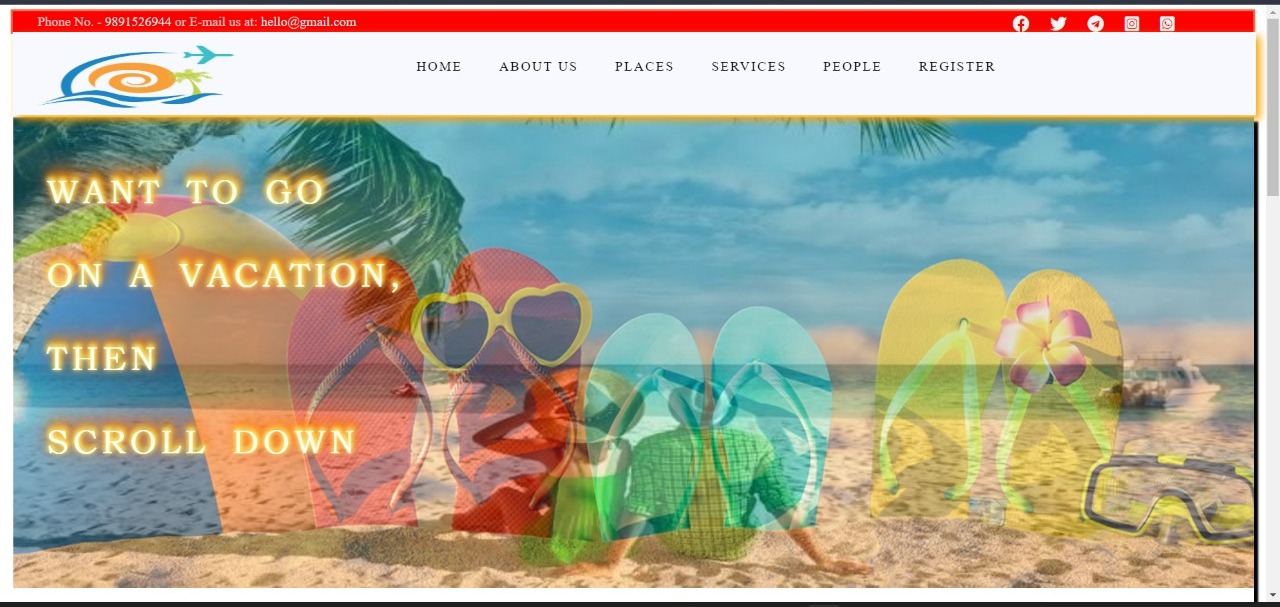 Phone No. - 9891526944 or E-mail us at: hello@gmail.com
HOME ABOUT US PLACES SERVICES PEOPLE REGISTER
WANT TO GO
ON A VACATION,
THEN
SCROLL DOWN